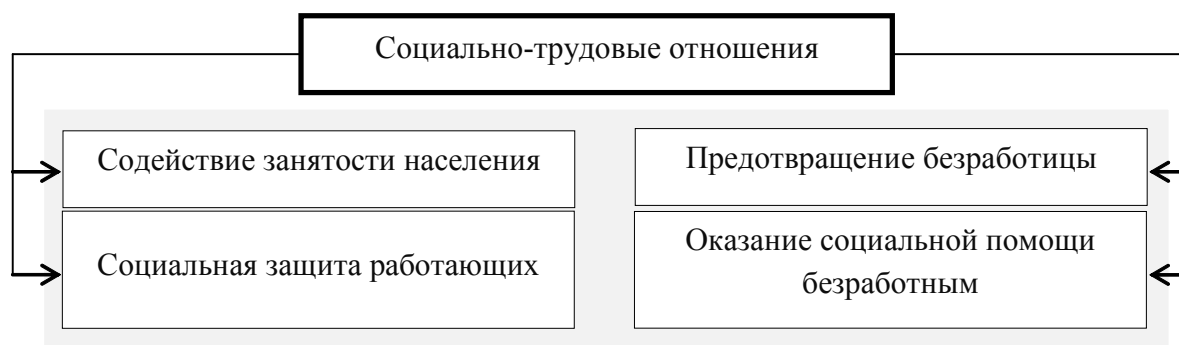 Социально-трудовые отношения
Содействие занятости населения
Предотвращение безработицы
Социальная защита работающих
Оказание социальной помощи
безработным